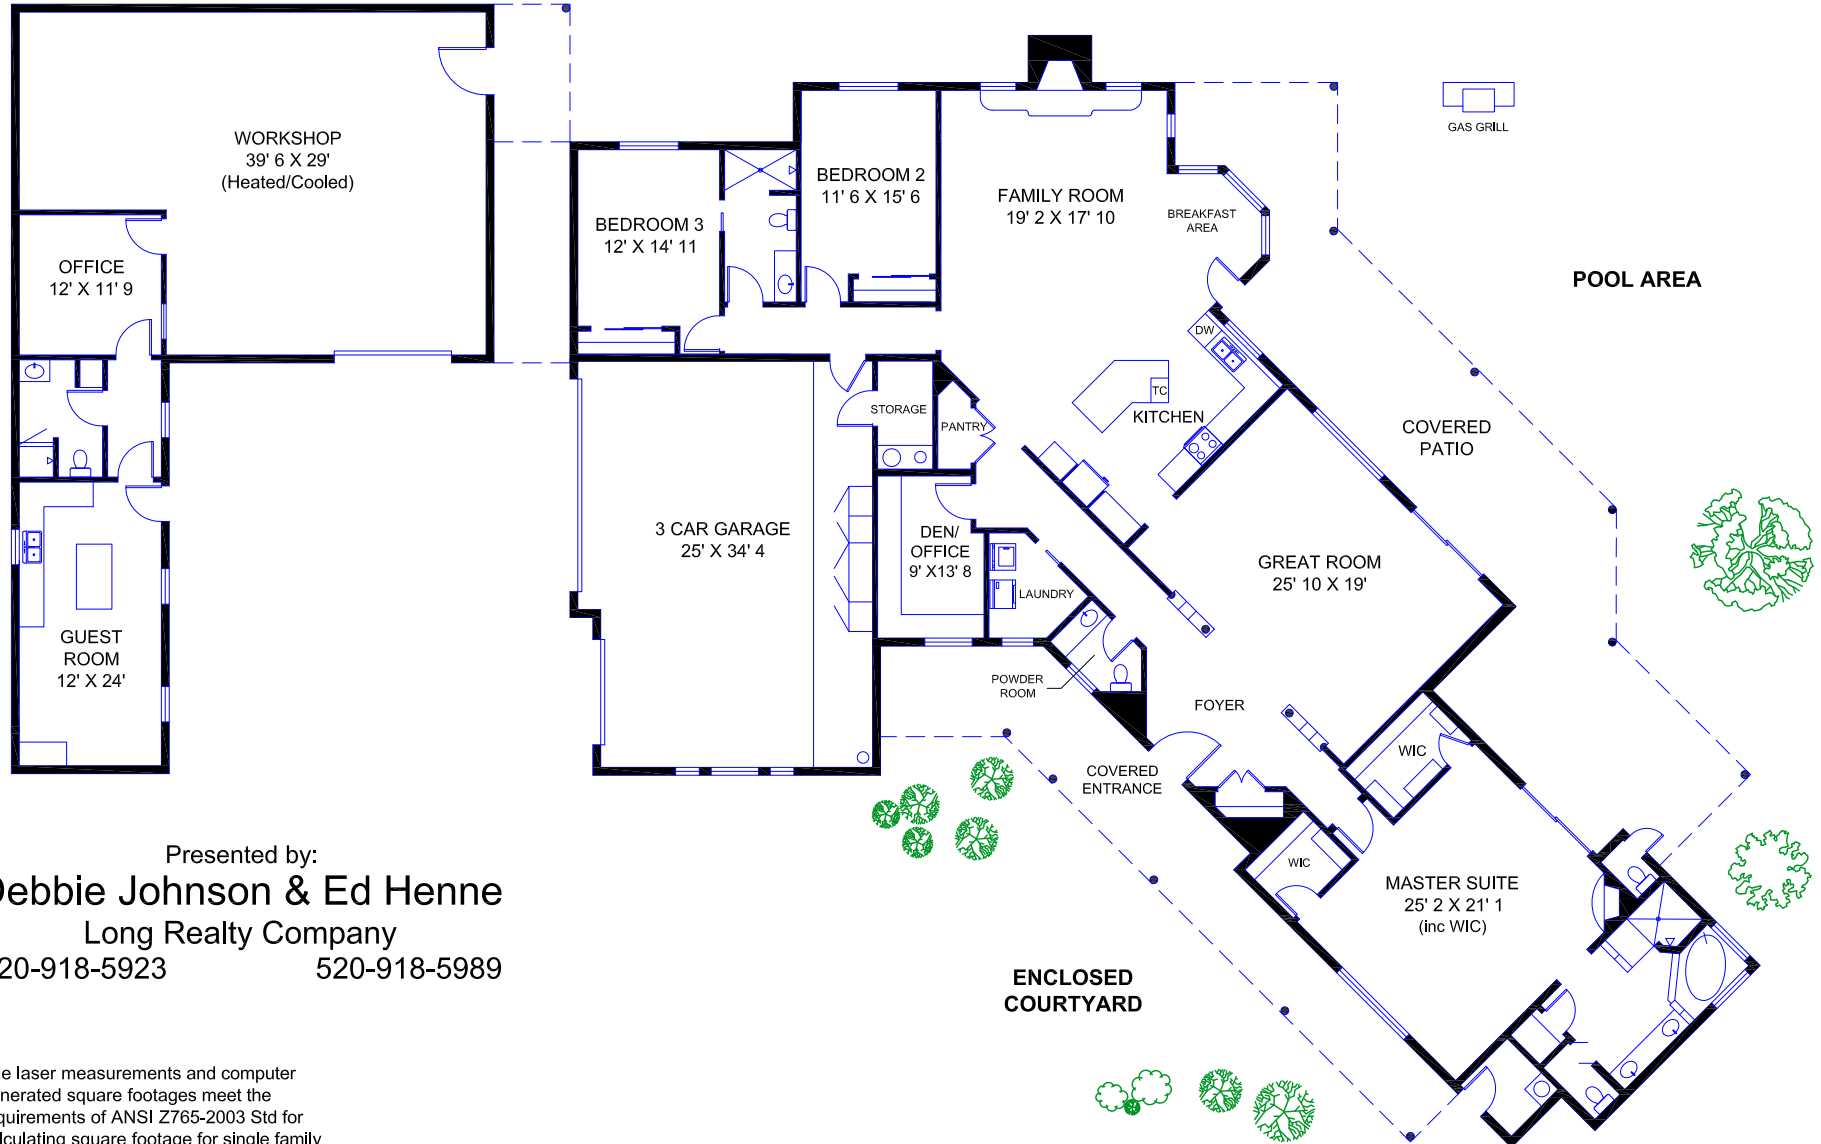 WORKSHOP
39' 6 X 29'
(Heated/Cooled)
OFFICE
12' X 11' 9
GUEST
ROOM
12' X 24'
BEDROOM 3
12' X 14' 11
BEDROOM 2
11' 6 X 15' 6
FAMILY ROOM
19' 2 X 17' 10
BREAKFAST
AREA
GAS GRILL
POOL AREA
DW
TC
KITCHEN
COVERED
PATIO
STORAGE
PANTRY
3 CAR GARAGE
25' X 34' 4
DEN/
OFFICE
9' X13' 8
LAUNDRY
GREAT ROOM
25' 10 X 19'
POWDER
ROOM
FOYER
WIC
COVERED
ENTRANCE
WIC
MASTER SUITE
25' 2 X 21' 1
(inc WIC)
ENCLOSED
COURTYARD
Presented by:
Debbie Johnson & Ed Henne
Long Realty Company
20-918-5923 520-918-5989
e laser measurements and computer
nerated square footages meet the
quirements of ANSI Z765-2003 Std for
lculating square footage for single family